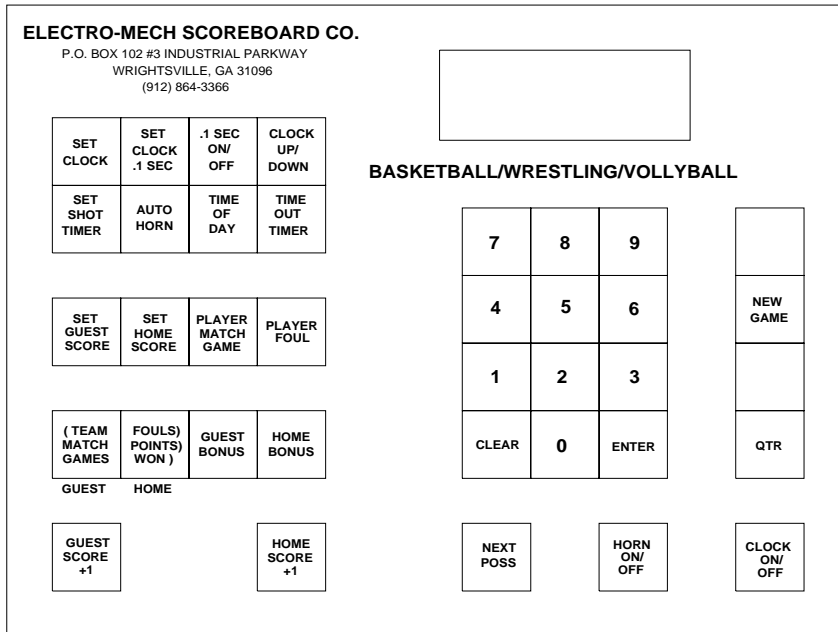 ELECTRO-MECH SCOREBOARD CO.
P.O. BOX 102 #3 INDUSTRIAL PARKWAY
WRIGHTSVILLE, GA 31096
(912) 864-3366
SET
CLOCK
SET
CLOCK
.1 SEC
.1 SEC
ON/
OFF
CLOCK
UP/
DOWN
SET
SHOT
TIMER
AUTO
HORN
TIME
OF
DAY
TIME
OUT
TIMER
SET
GUEST
SCORE
SET
HOME
SCORE
PLAYER
MATCH
GAME
PLAYER
FOUL
( TEAM
MATCH
GAMES
FOULS)
POINTS)
WON )
GUEST
BONUS
HOME
BONUS
GUEST
HOME
GUEST
SCORE
+1
HOME
SCORE
+1
BASKETBALL/WRESTLING/VOLLYBALL
7
8
9
4
5
6
NEW
GAME
1
2
3
CLEAR
0
ENTER
QTR
NEXT
POSS
HORN
ON/
OFF
CLOCK
ON/
OFF